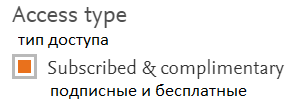 Access type
тип доступа
Subscribed & complimentary
подписные и бесплатные